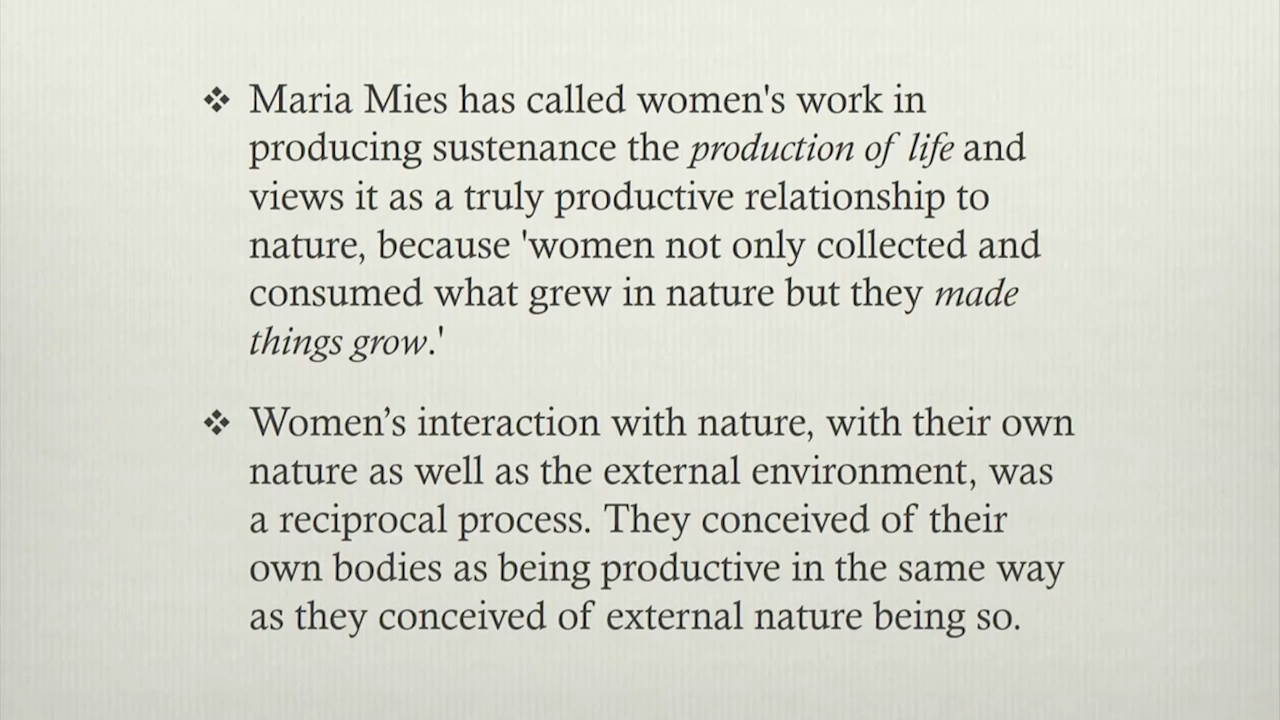 ❖ Maria Mies has called women's work in
producing sustenance the production of life and
views it as a truly productive relationship to
nature, because 'women not only collected and
consumed what grew in nature but they made
things grow.'
❖ Women’s interaction with nature, with their own
nature as well as the external environment, was
a reciprocal process. They conceived of their
own bodies as being productive in the same way
as they conceived of external nature being so.